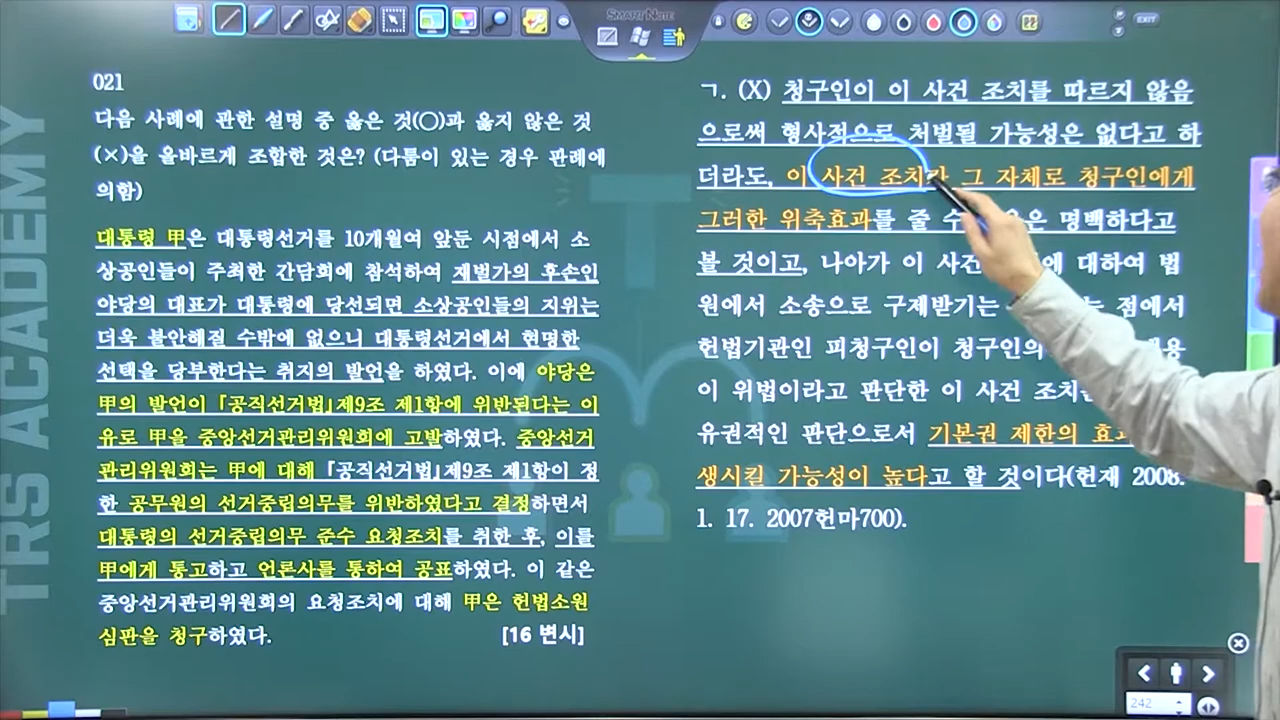 SMART NOTE
EXIT
TRS ACADEMY
021
다음 사례에 관한 설명 중 옳은 것(○)과 옳지 않은 것
(×)을 올바르게 조합한 것은? (다툼이 있는 경우 판례에
의함)
대통령 甲은 대통령선거를 10개월여 앞둔 시점에서 소
상공인들이 주최한 간담회에 참석하여 재벌가의 후손인
야당의 대표가 대통령에 당선되면 소상공인들의 지위는
더욱 불안해질 수밖에 없으니 대통령선거에서 현명한
선택을 당부한다는 취지의 발언을 하였다. 이에 야당은
甲의 발언이 『공직선거법』제9조 제1항에 위반된다는 이
유로 甲을 중앙선거관리위원회에 고발하였다. 중앙선거
관리위원회는 甲에 대해 『공직선거법』제9조 제1항이 정
한 공무원의 선거중립의무를 위반하였다고 결정하면서
대통령의 선거중립의무 준수 요청조치를 취한 후, 이를
甲에게 통고하고 언론사를 통하여 공표하였다. 이 같은
중앙선거관리위원회의 요청조치에 대해 甲은 헌법소원
심판을 청구하였다. [16 변시]
ㄱ. (X) 청구인이 이 사건 조치를 따르지 않음
으로써 형사적으로 처벌될 가능성은 없다고 하
더라도, 이 사건 조치가 그 자체로 청구인에게
그러한 위축효과를 줄 수 명백하다고
볼 것이고, 나아가 이 사건 대하여 법
원에서 소송으로 구제받기는 점에서
헌법기관인 피청구인이 청구인의
이 위법이라고 판단한 이 사건 조치는
유권적인 판단으로서 기본권 제한의 효
생시킬 가능성이 높다고 할 것이다(헌재 2008.
1. 17. 2007헌마700).
242